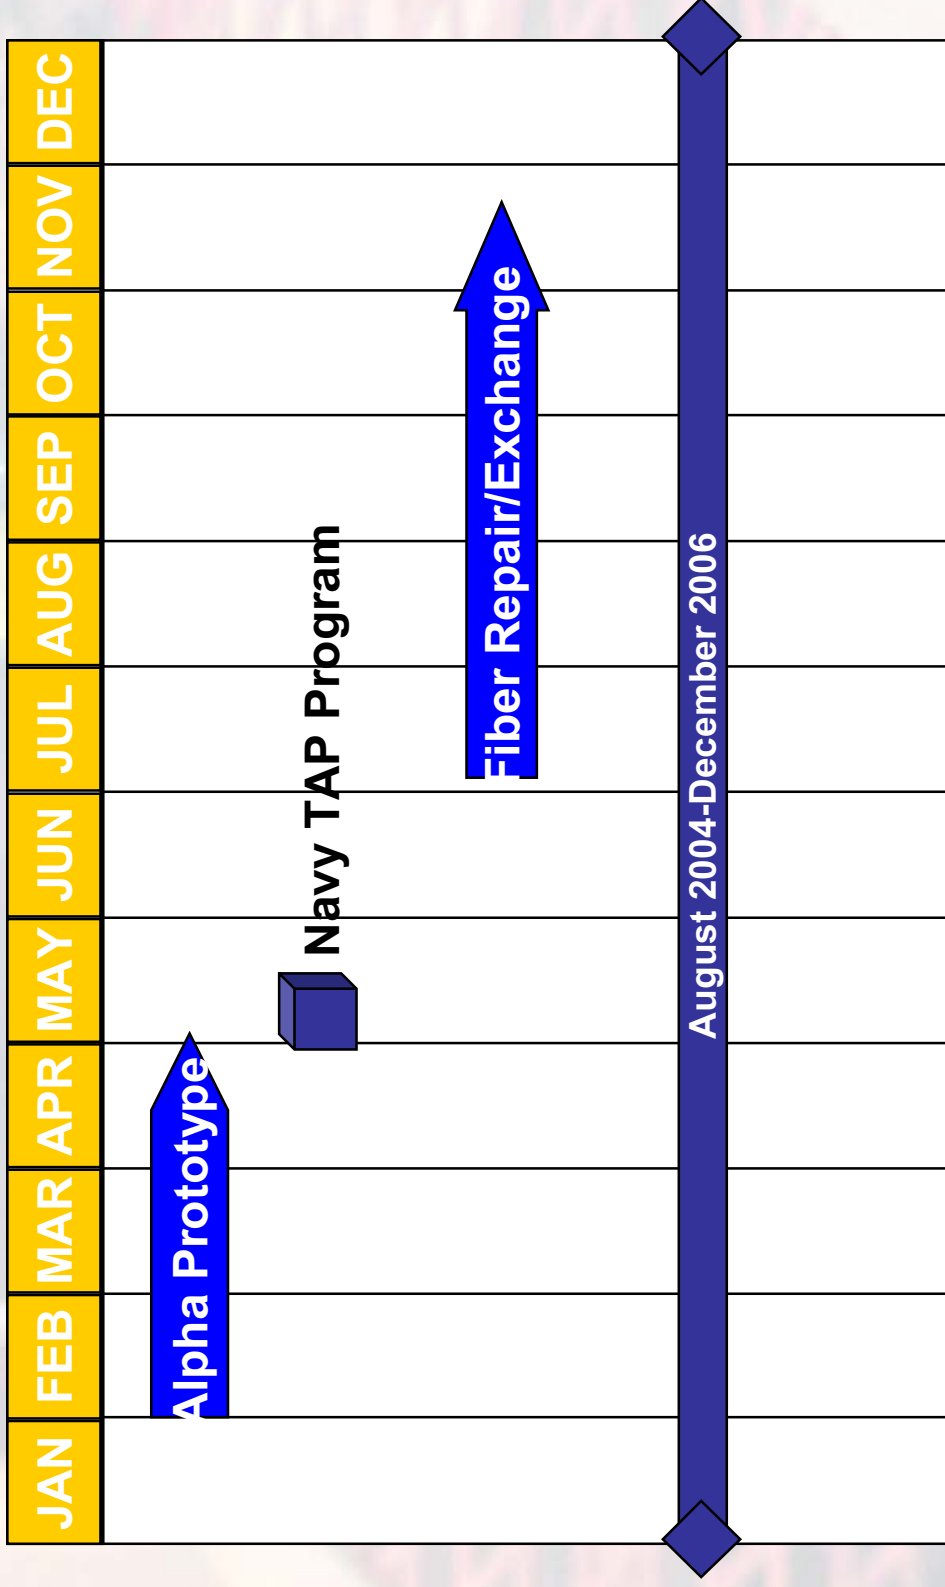 JAN FEB MAR APR MAY JUN JUL AUG SEP OCT NOV DEC
Alpha Prototype
Navy TAP Program
Fiber Repair/Exchange
August 2004-December 2006